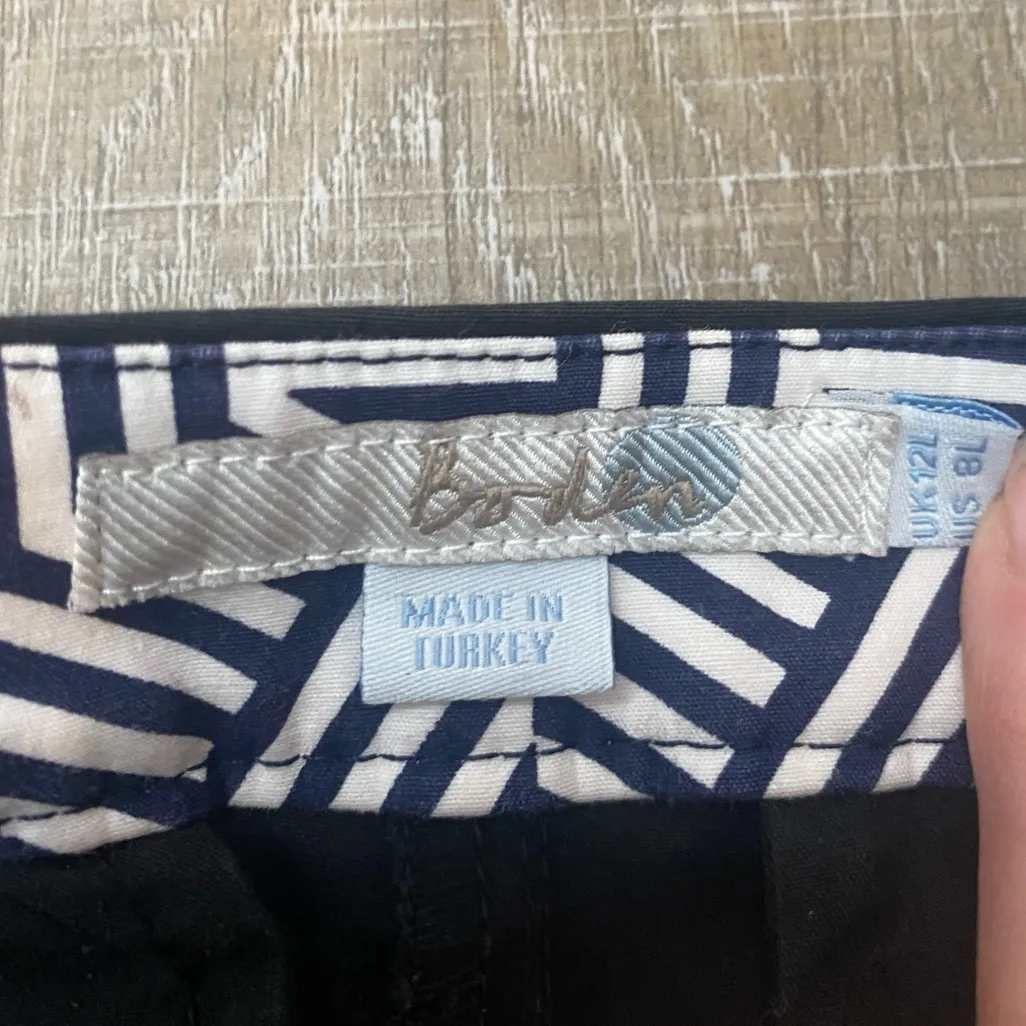 Boden
UK 12L
US 8L
MADE IN
TURKEY